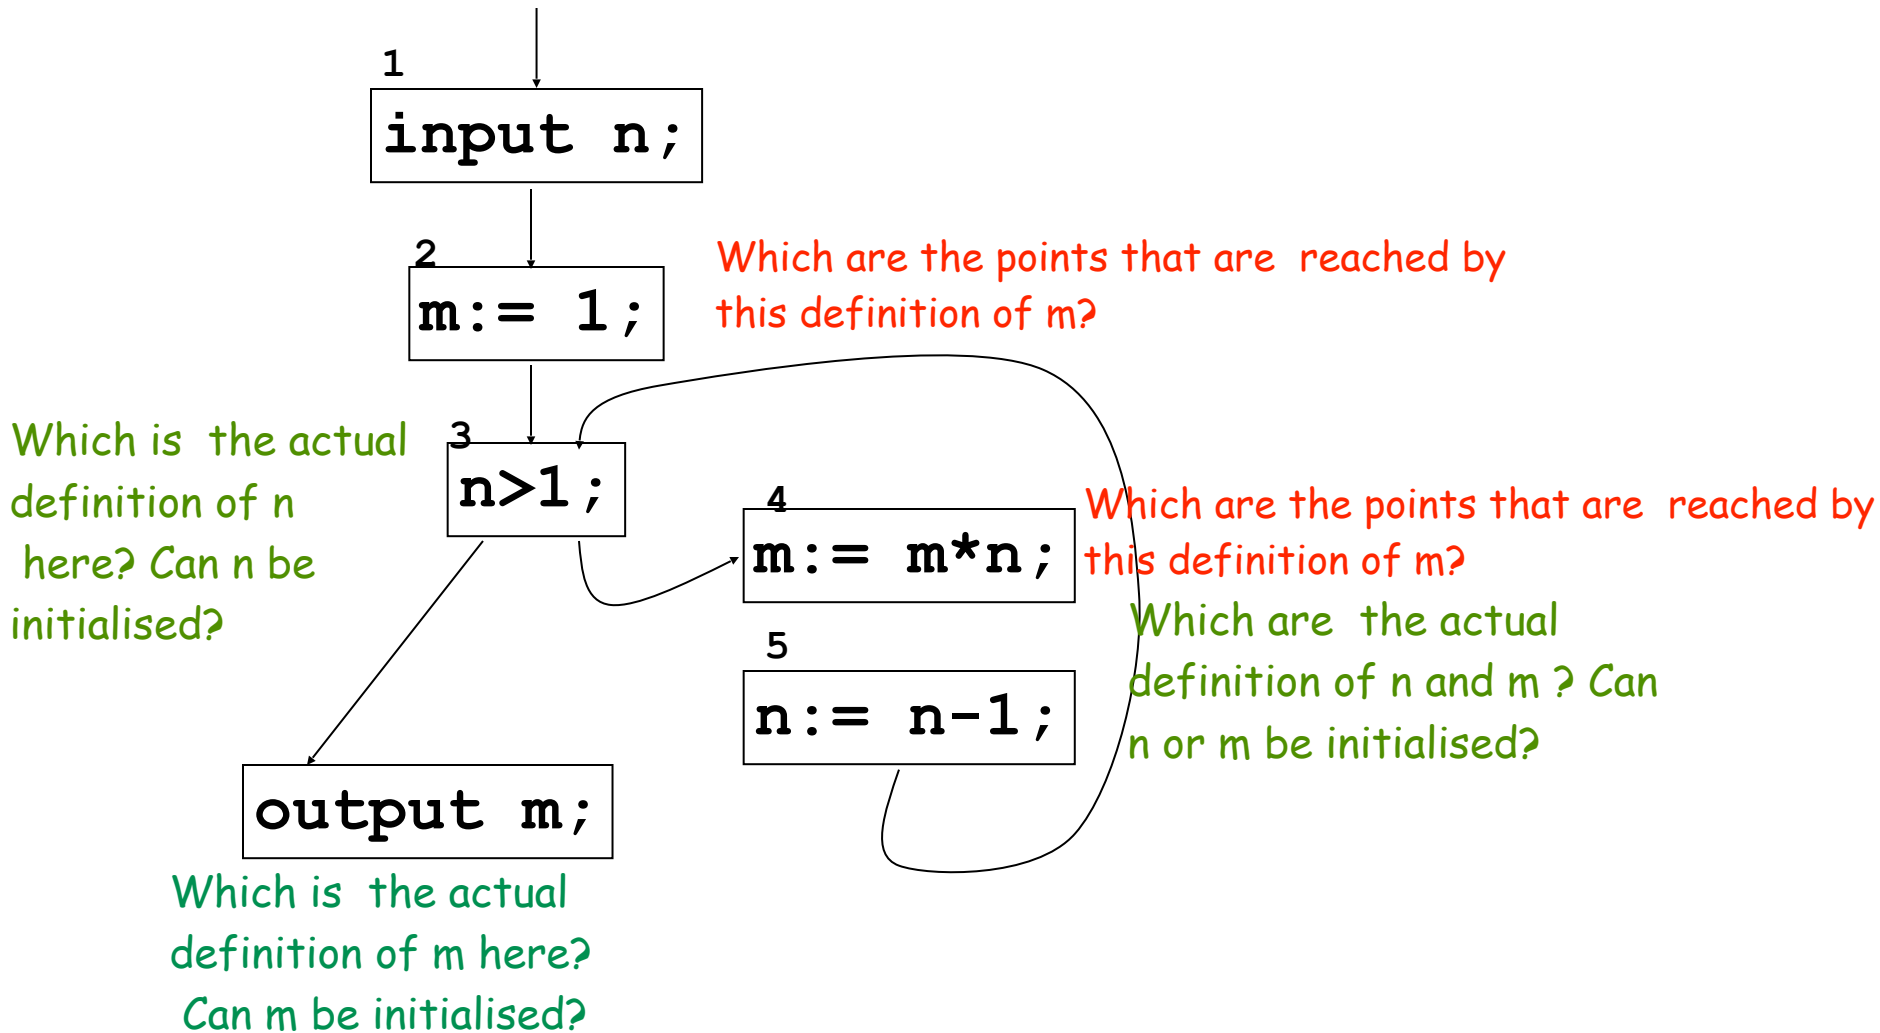 1
input n;
2
m:= 1;
Which are the points that are reached by
this definition of m?
Which is the actual
definition of n
here? Can n be
initialised?
3
n>1;
4
m:= m*n;
Which are the points that are reached by
this definition of m?
5
n:= n-1;
Which are the actual
definition of n and m ? Can
n or m be initialised?
output m;
Which is the actual
definition of m here?
Can m be initialised?